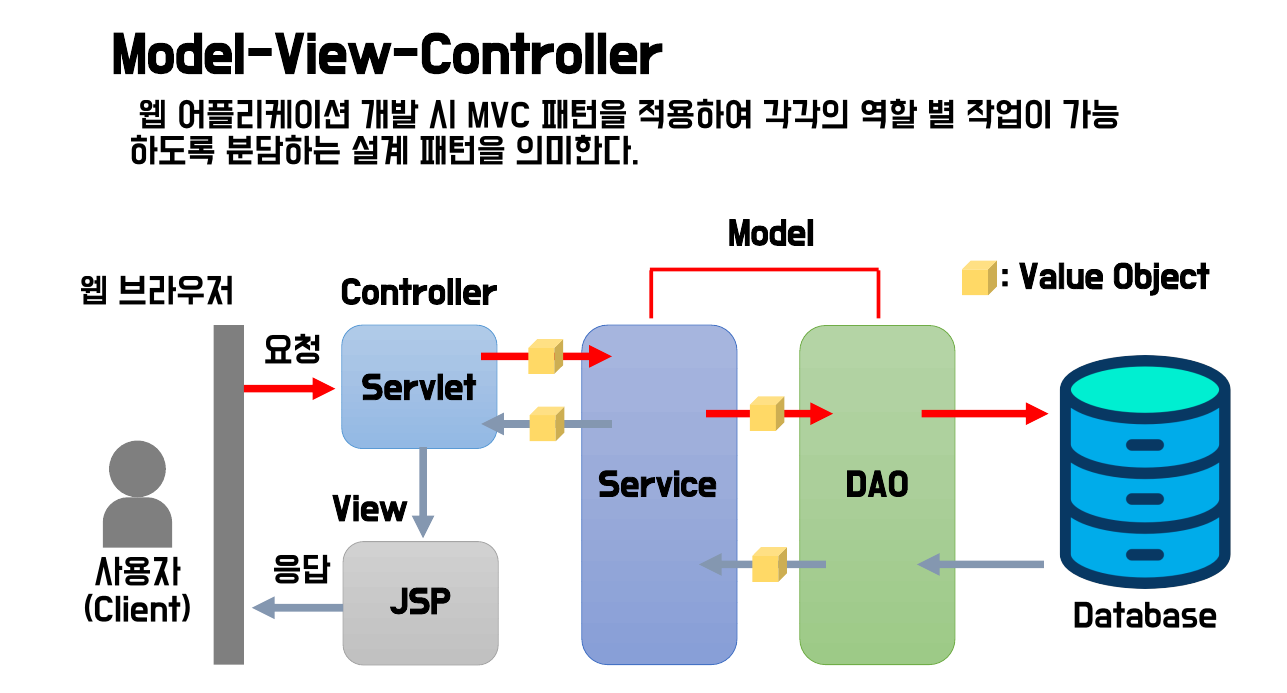 Model-View-Controller
웹 어플리케이션 개발 시 MVC 패턴을 적용하여 각각의 역할 별 작업이 가능
하도록 분담하는 설계 패턴을 의미한다.
Model
: Value Object
웹 브라우저
Controller
요청
Servlet
Service
DAO
View
응답
JSP
사용자
(Client)
Database